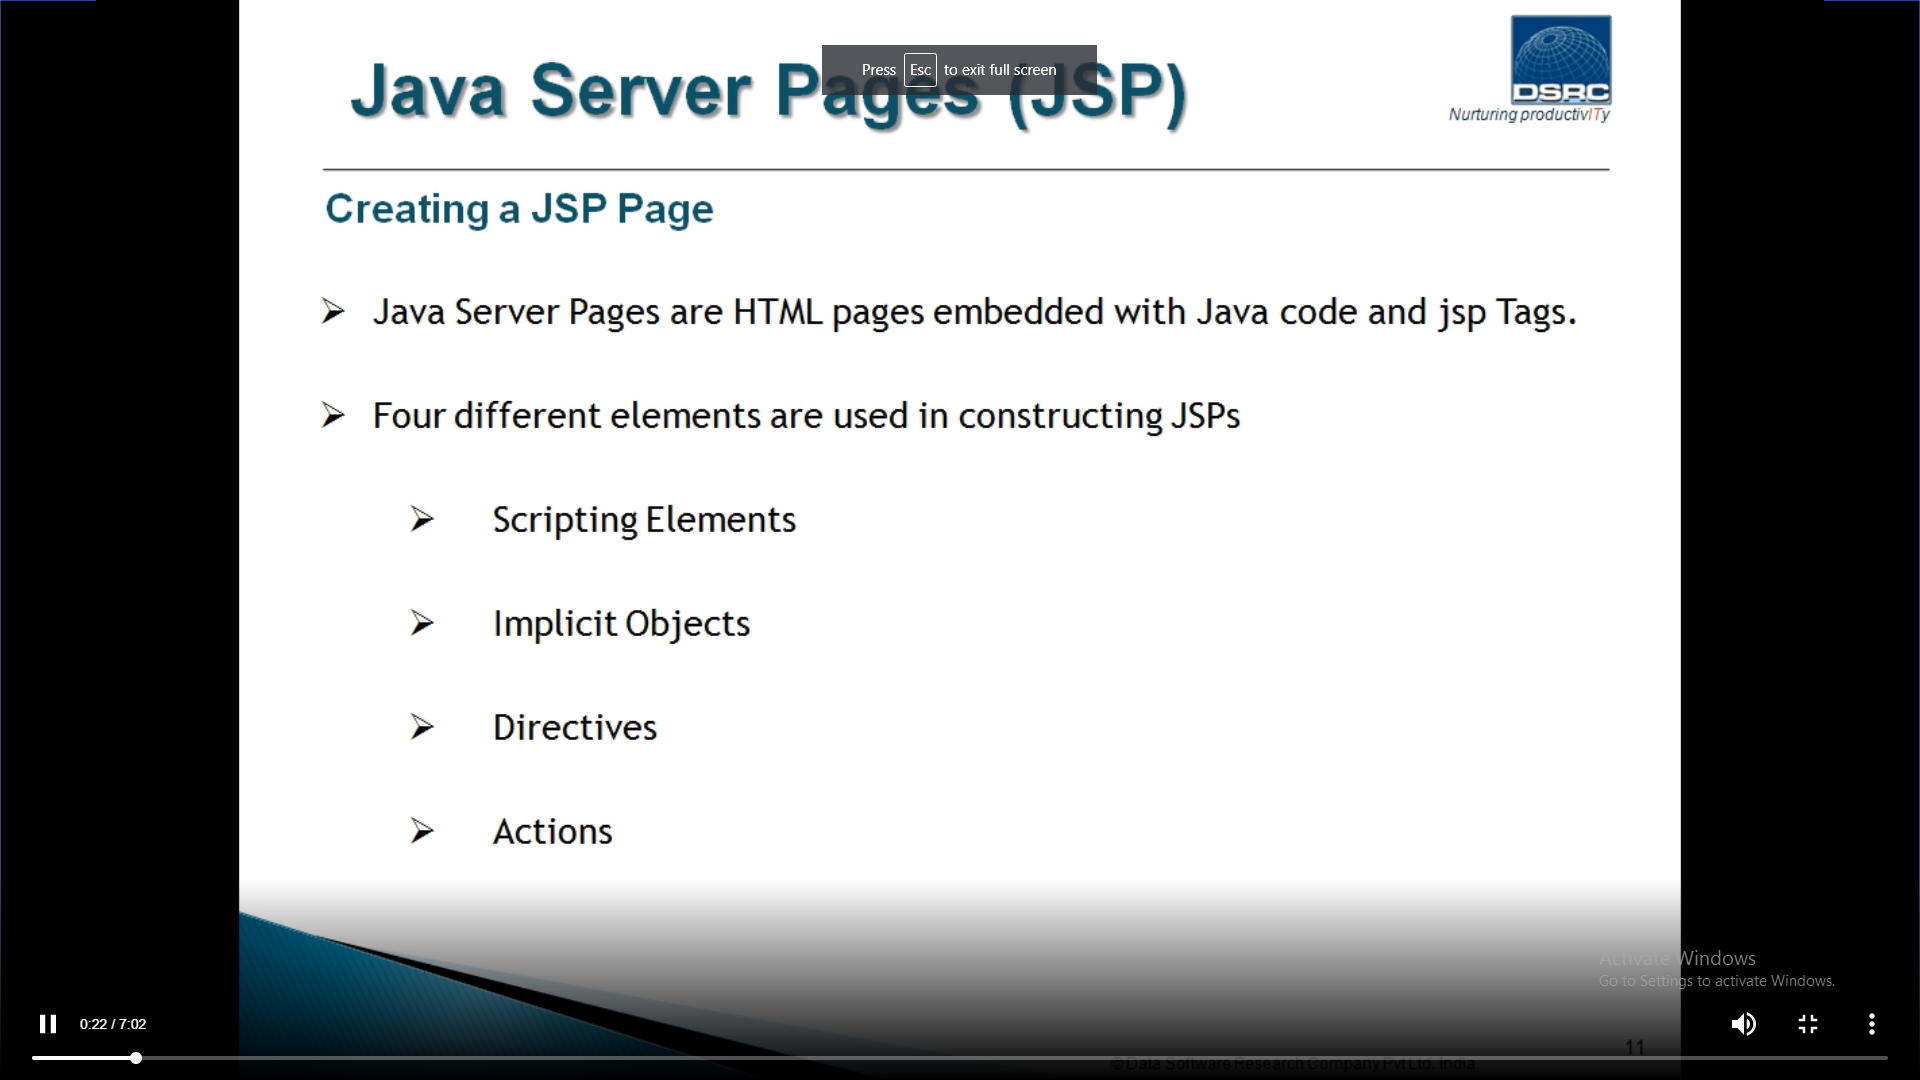 Java Server Pages (JSP)
Press Esc to exit full screen
DSRC
Nurturing productivITy
Creating a JSP Page
Java Server Pages are HTML pages embedded with Java code and jsp Tags.
Four different elements are used in constructing JSPs
Scripting Elements
Implicit Objects
Directives
Actions
Activate Windows
Go to Settings to activate Windows.
0:22 / 7:02
11
© Data Software Research Company Pvt Ltd. India